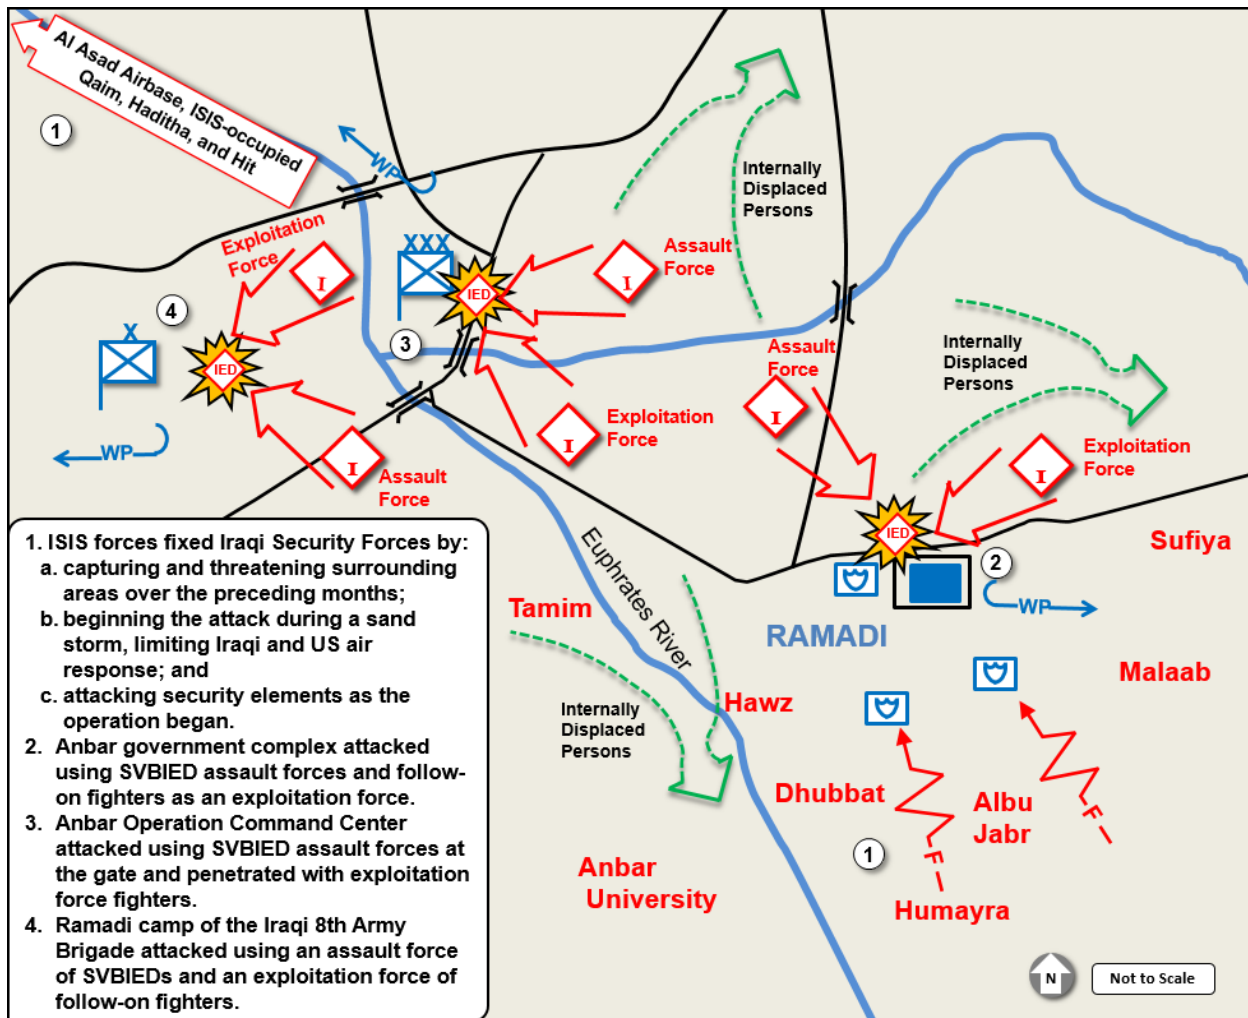 Al Asad Airbase, ISIS-occupied
Qaim, Haditha, and Hit
1
WP
Internally
Displaced
Persons
Exploitation
Force
I
XXX
IED
I
Assault
Force
4
X
IED
3
Assault
Force
Internally
Displaced
Persons
I
Exploitation
Force
I
I
Exploitation
Force
WP
I
Assault
Force
IED
Sufiya
2
WP
1. ISIS forces fixed Iraqi Security Forces by:
a. capturing and threatening surrounding
areas over the preceding months;
b. beginning the attack during a sand
storm, limiting Iraqi and US air
response; and
c. attacking security elements as the
operation began.
2. Anbar government complex attacked
using SVBIED assault forces and follow-
on fighters as an exploitation force.
3. Anbar Operation Command Center
attacked using SVBIED assault forces at
the gate and penetrated with exploitation
force fighters.
4. Ramadi camp of the Iraqi 8th Army
Brigade attacked using an assault force
of SVBIEDs and an exploitation force of
follow-on fighters.
Euphrates River
Tamim
RAMADI
Malaab
Hawz
Internally
Displaced
Persons
Dhubbat
Albu
Jabr
F
F
1
Anbar
University
Humayra
N
Not to Scale